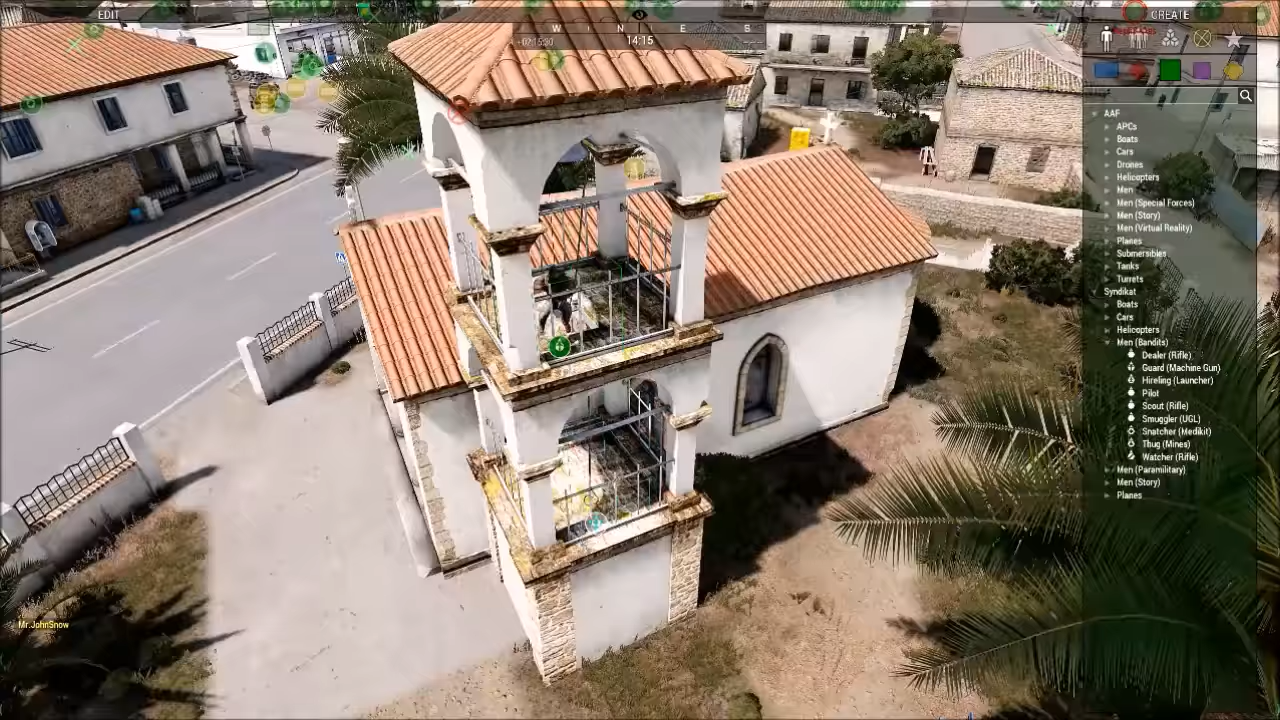 EDIT
CREATE
W N E S
14:15
AAF
APCs
Boats
Cars
Drones
Helicopters
Men
Men (Special Forces)
Men (Story)
Men (Virtual Reality)
Planes
Submersibles
Tanks
Turrets
Syndikat
Boats
Cars
Helicopters
Men (Bandits)
Dealer (Rifle)
Guard (Machine Gun)
Hireling (Launcher)
Pilot
Scout (Rifle)
Smuggler (UGL)
Snatcher (Medikit)
Thug (Mines)
Watcher (Rifle)
Men (Paramilitary)
Men (Story)
Planes
Mr.JohnSnow